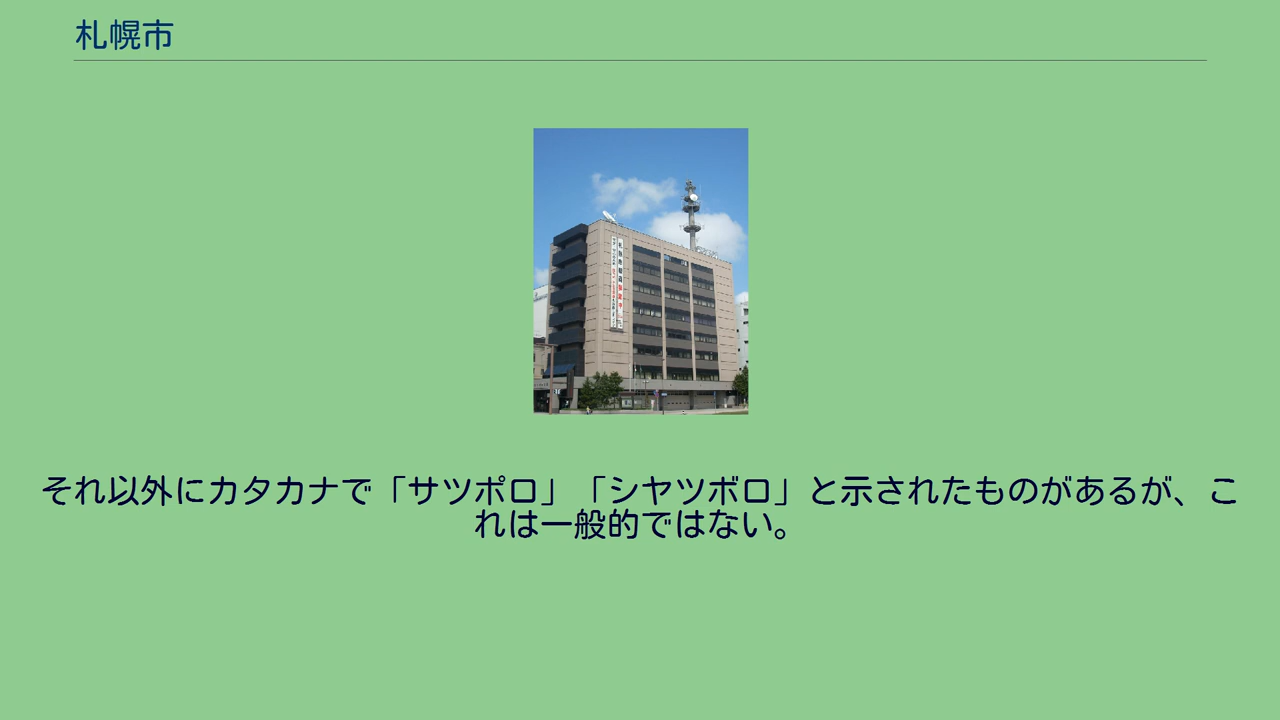 札幌市
それ以外にカタカナで「サツポロ」「シヤツボロ」と示されたものがあるが、こ
れは一般的ではない。